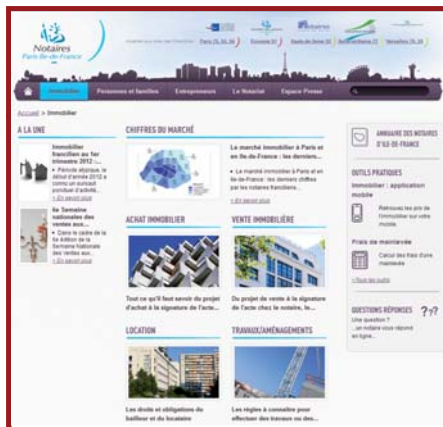 Notaires
Paris Île-de-France
Paris 75, 93, 94
Essonne 91
Hauts-de-Seine 92
Seine-et-Marne 77
Versailles 78, 95
Immobilier
Personnes et familles
Entrepreneurs
Le Notariat
Espace Presse
Accueil > Immobilier
A LA UNE
Immobilier
francilien au 1er
trimestre 2012 :...
• Période atypique, le
début d'année 2012 a
connu un sursaut
ponctuel d'activité...
> En savoir plus
5e Semaine
nationales des
ventes aux...
• Dans le cadre de la
5e édition de la
Semaine Nationale
des Ventes aux...
> En savoir plus
CHIFFRES DU MARCHÉ
Le marché immobilier à Paris et
en Ile-de-France : les derniers...
• Le marché immobilier à Paris et en
Ile-de-France : les derniers chiffres
par les notaires franciliens...
> En savoir plus
ACHAT IMMOBILIER
Tout ce qu'il faut savoir du projet
d'achat à la signature de l'acte...
VENTE IMMOBILIÈRE
Du projet de vente à la signature
de l'acte chez le notaire, le...
LOCATION
Les droits et obligations du
bailleur et du locataire
TRAVAUX/AMÉNAGEMENTS
Les règles à connaître pour
effectuer des travaux ou des...
ANNUAIRE DES NOTAIRES
D'ILE-DE-FRANCE
OUTILS PRATIQUES
Immobilier : application
mobile
Retrouvez les prix de
l'immobilier sur votre
mobile.
Frais de mainlevée
Calcul des frais d'une
mainlevée
> Tous les outils
QUESTIONS RÉPONSES
???
Une question ?
...un notaire vous répond
en ligne...